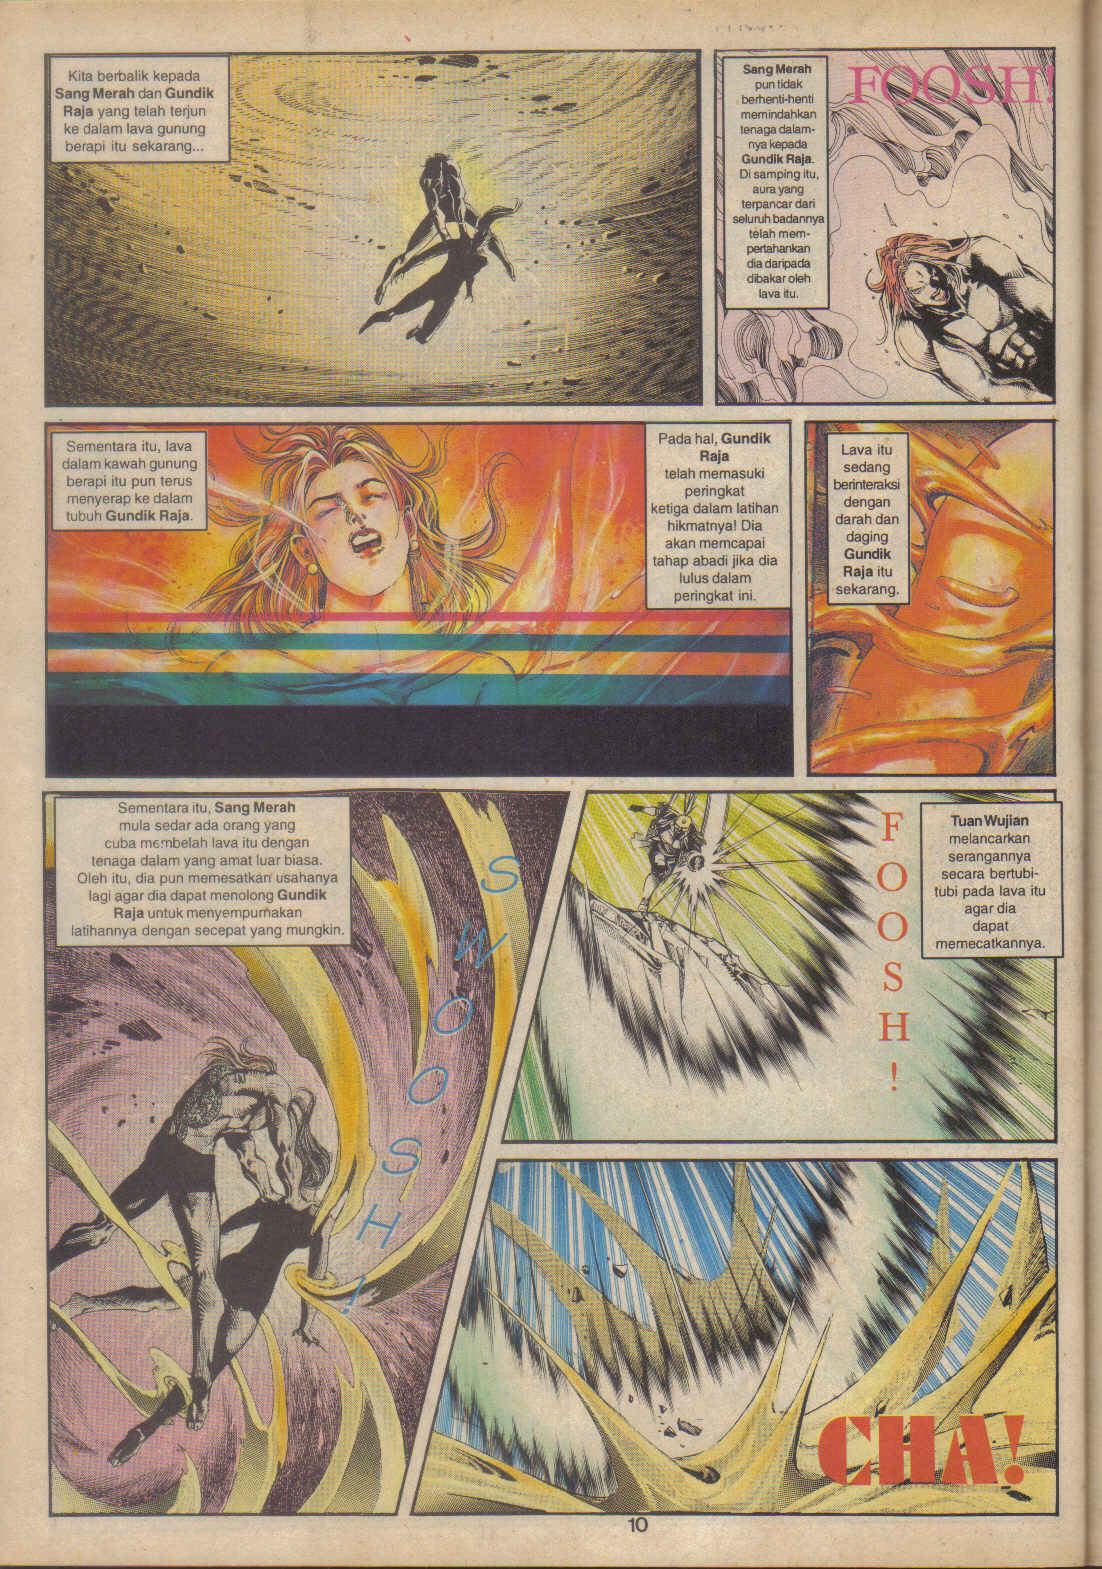 Kita berbalik kepada
Sang Merah dan Gundik
Raja yang telah terjun
ke dalam lava gunung
berapi itu sekarang...
Sang Merah
pun tidak
berhenti-henti
memindahkan
tenaga dalam-
nya kepada
Gundik Raja.
Di samping itu,
aura yang
terpancar dari
seluruh badannya
telah mem-
pertahankan
dia daripada
dibakar oleh
lava itu.
FOOSH!
Sementara itu, lava
dalam kawah gunung
berapi itu pun terus
menyerap ke dalam
tubuh Gundik Raja.
Pada hal, Gundik
Raja
telah memasuki
peringkat
ketiga dalam latihan
hikmatnya! Dia
akan memcapai
tahap abadi jika dia
lulus dalam
peringkat ini.
Lava itu
sedang
berinteraksi
dengan
darah dan
daging
Gundik
Raja itu
sekarang.
Sementara itu, Sang Merah
mula sedar ada orang yang
cuba membelah lava itu dengan
tenaga dalam yang amat luar biasa.
Oleh itu, dia pun memesatkan usahanya
lagi agar dia dapat menolong Gundik
Raja untuk menyempurnakan
latihannya dengan secepat yang mungkin.
SWOOSH!
FOOSH!
Tuan Wujian
melancarkan
serangannya
secara bertubi-
tubi pada lava itu
agar dia
dapat
memecatkannya.
CHA!
10